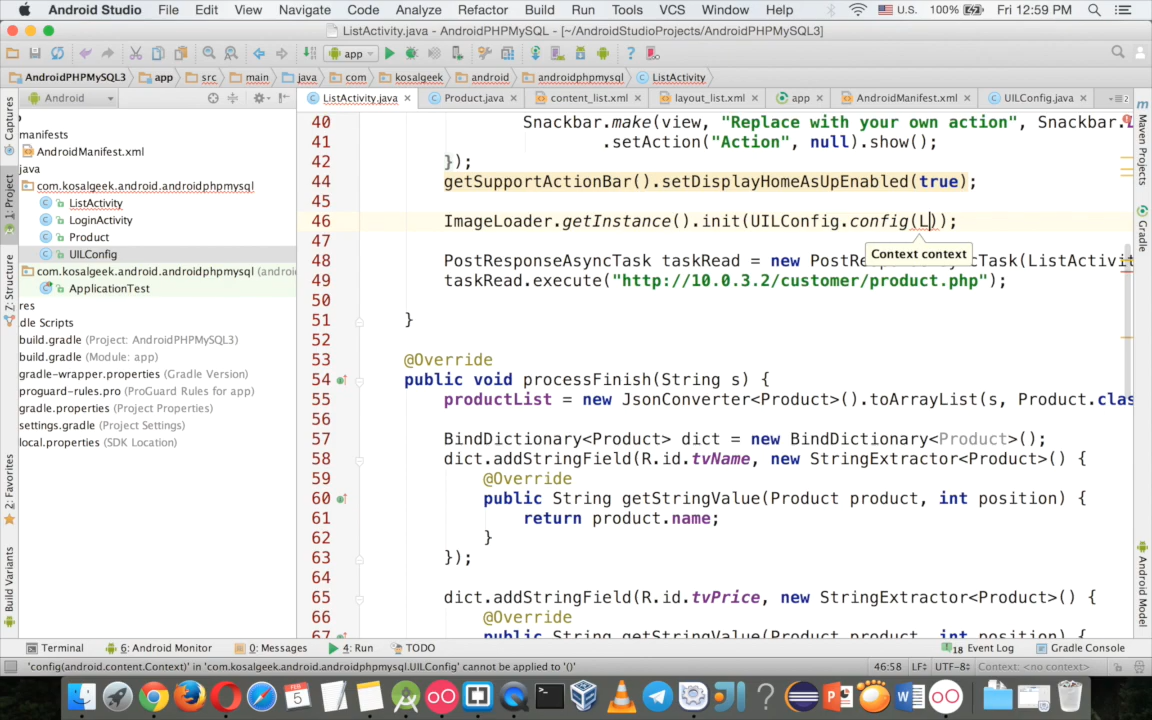 Android Studio File Edit View Navigate Code Analyze Refactor Build Run Tools VCS Window Help U.S. 100% Fri 12:59 PM
ListActivity.java - AndroidPHPMySQL - [~/AndroidStudioProjects/AndroidPHPMySQL3]
app
AndroidPHPMySQL3 app src main java com kosalgeek android androidphpmysql ListActivity
Android ListActivity.java Product.java content_list.xml layout_list.xml app AndroidManifest.xml UILConfig.java
manifests
AndroidManifest.xml
java
com.kosalgeek.android.androidphpmysql
ListActivity
LoginActivity
Product
UILConfig
com.kosalgeek.android.androidphpmysql (andro
ApplicationTest
res
dle Scripts
build.gradle (Project: AndroidPHPMySQL3)
build.gradle (Module: app)
gradle-wrapper.properties (Gradle Version)
proguard-rules.pro (ProGuard Rules for app)
gradle.properties (Project Properties)
settings.gradle (Project Settings)
local.properties (SDK Location)
Captures
1: Project
7: Structure
2: Favorites
Build Variants
40 Snackbar.make(view, "Replace with your own action", Snackbar.L
41 .setAction("Action", null).show();
42 });
44 getSupportActionBar().setDisplayHomeAsUpEnabled(true);
45
46 ImageLoader.getInstance().init(UILConfig.config(L));
47
Context context
48 PostResponseAsyncTask taskRead = new PostResponseAsyncTask(ListActivit
49 taskRead.execute("http://10.0.3.2/customer/product.php");
50
51 }
52
53 @Override
54 public void processFinish(String s) {
55 productList = new JsonConverter<Product>().toArrayList(s, Product.clas
56
57 BindDictionary<Product> dict = new BindDictionary<Product>();
58 dict.addStringField(R.id.tvName, new StringExtractor<Product>() {
59 @Override
60 public String getStringValue(Product product, int position) {
61 return product.name;
62 }
63 });
64
65 dict.addStringField(R.id.tvPrice, new StringExtractor<Product>() {
66 @Override
67 public String getStringValue(Product product, int position) {
Maven Projects
Gradle
Android Model
Terminal 6: Android Monitor 0: Messages 4: Run TODO 18 Event Log Gradle Console
'config(android.content.Context)' in 'com.kosalgeek.android.androidphpmysql.UILConfig' cannot be applied to '()' 46:58 LF÷ UTF-8÷ Context: <no context>